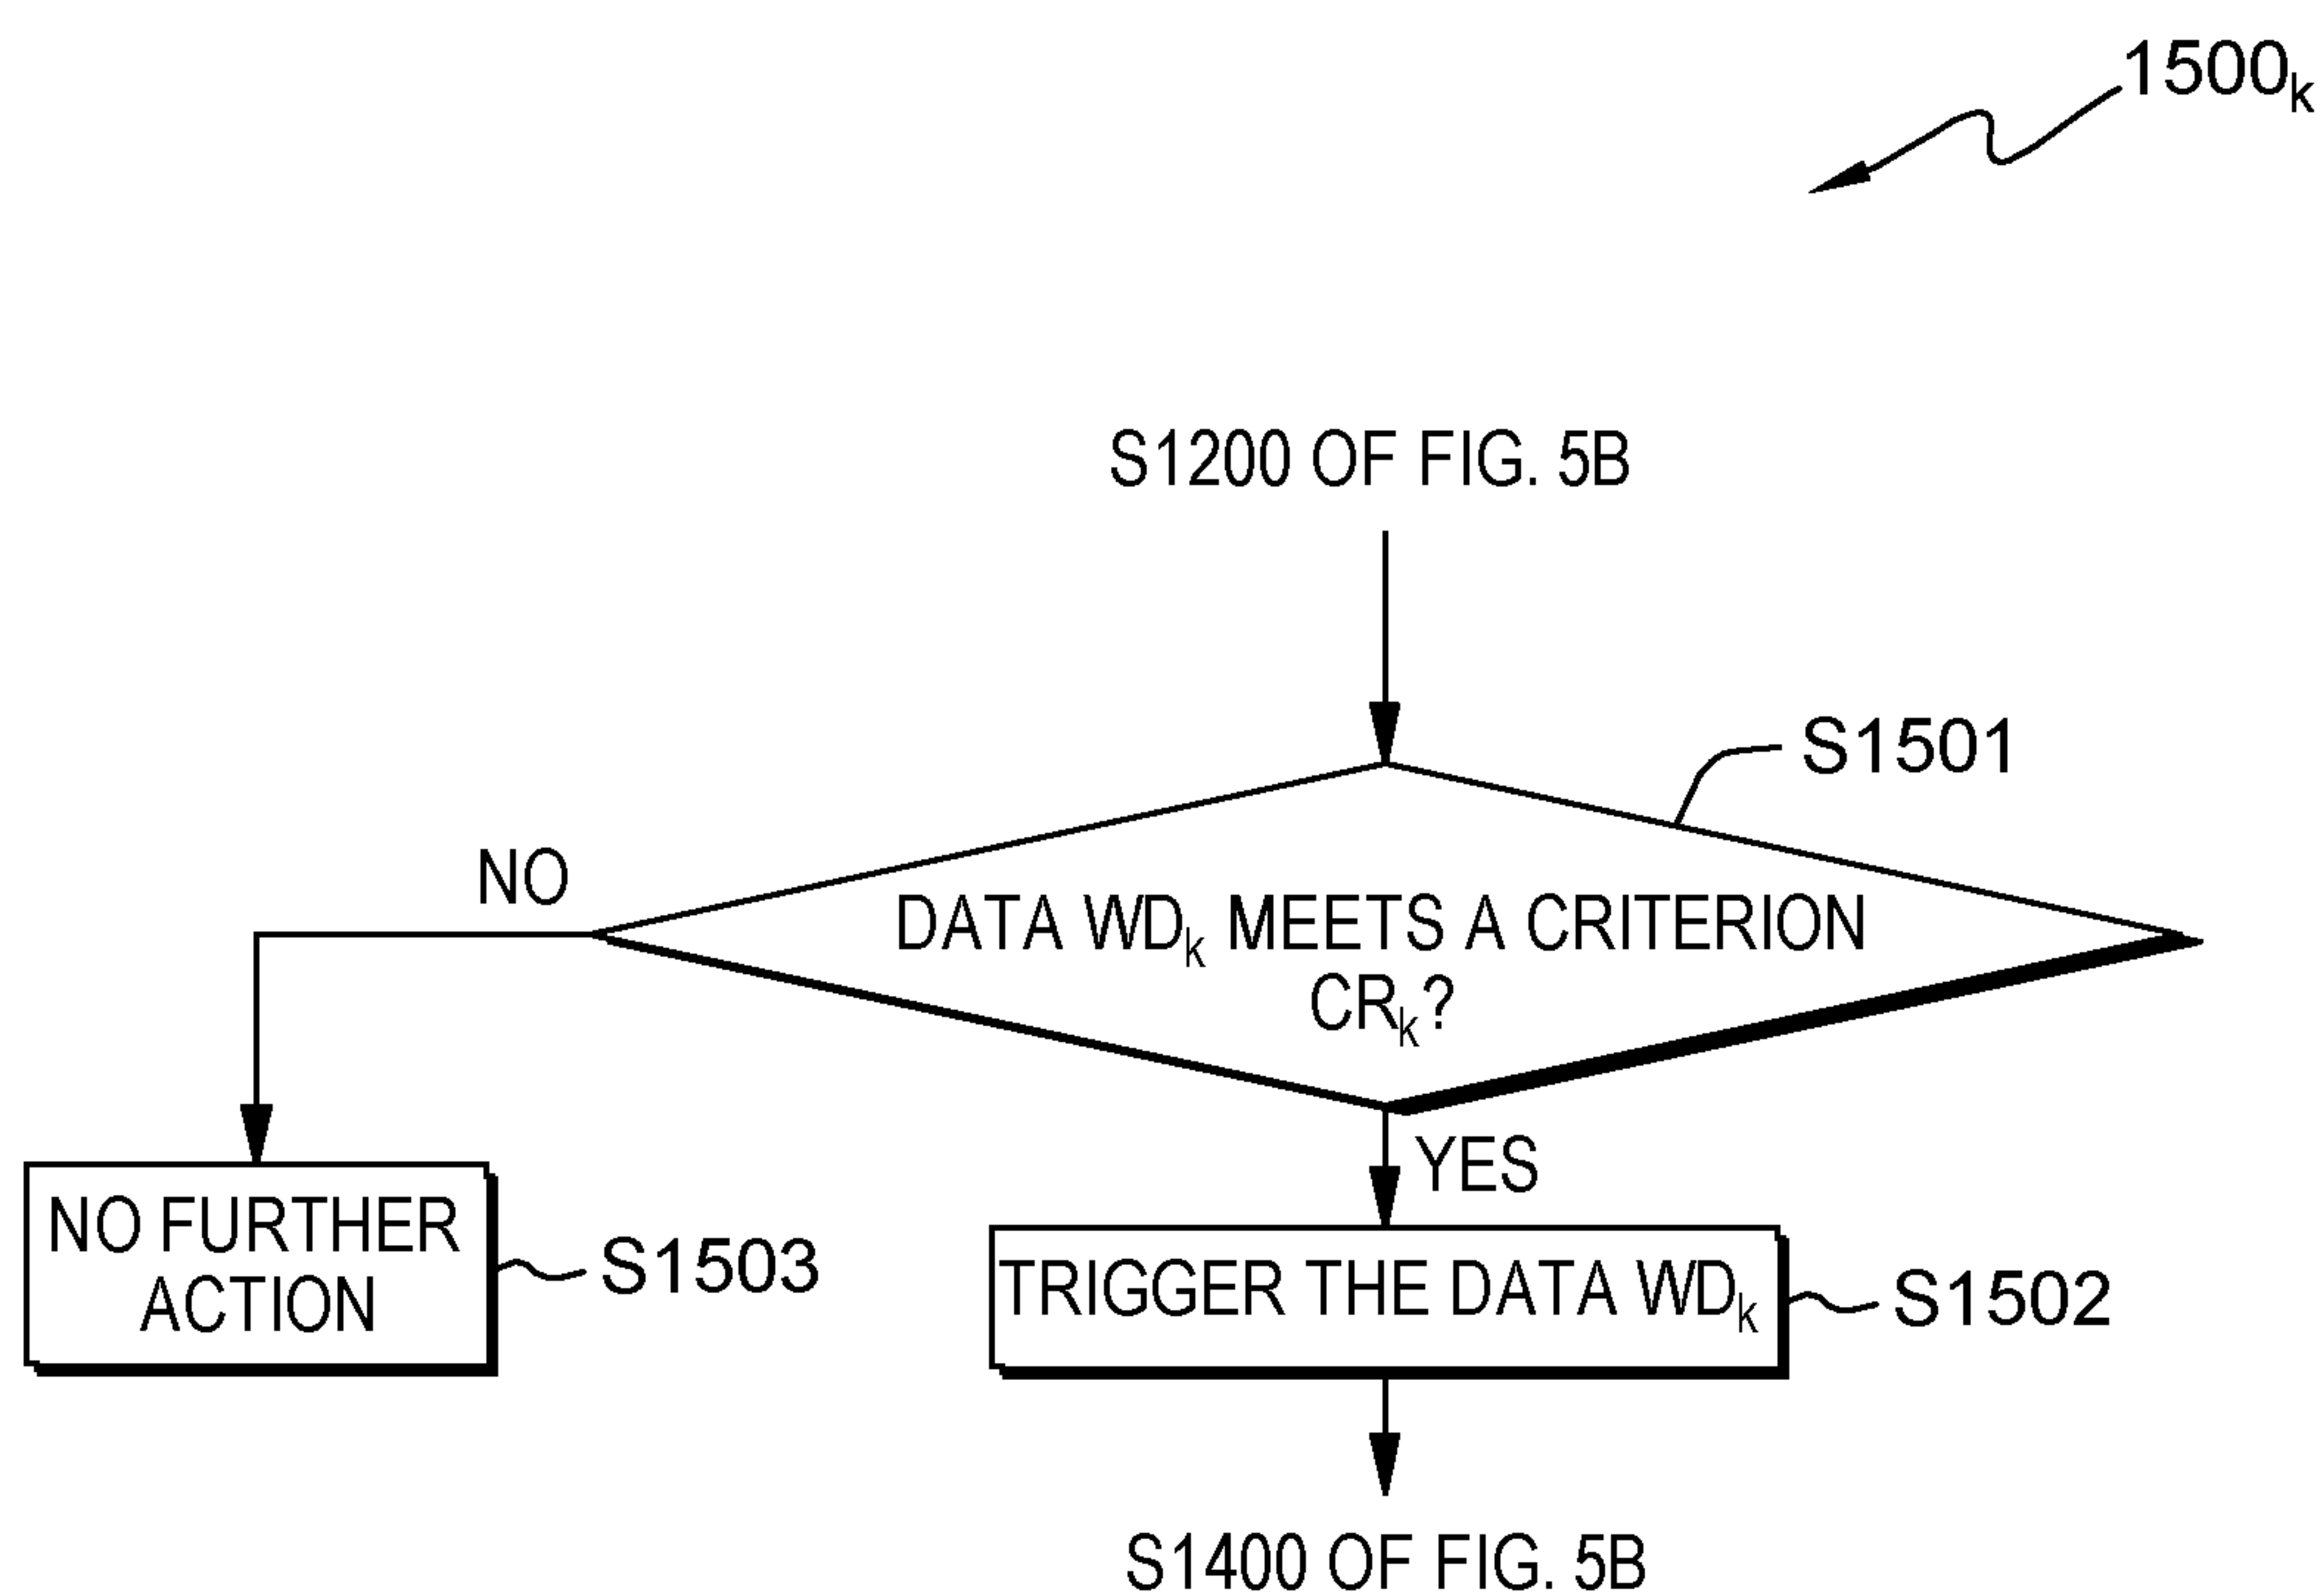 1500k
S1200 OF FIG. 5B
S1501
NO
DATA WDk MEETS A CRITERION
CRk?
YES
NO FURTHER
ACTION
S1503
TRIGGER THE DATA WDk
S1502
S1400 OF FIG. 5B